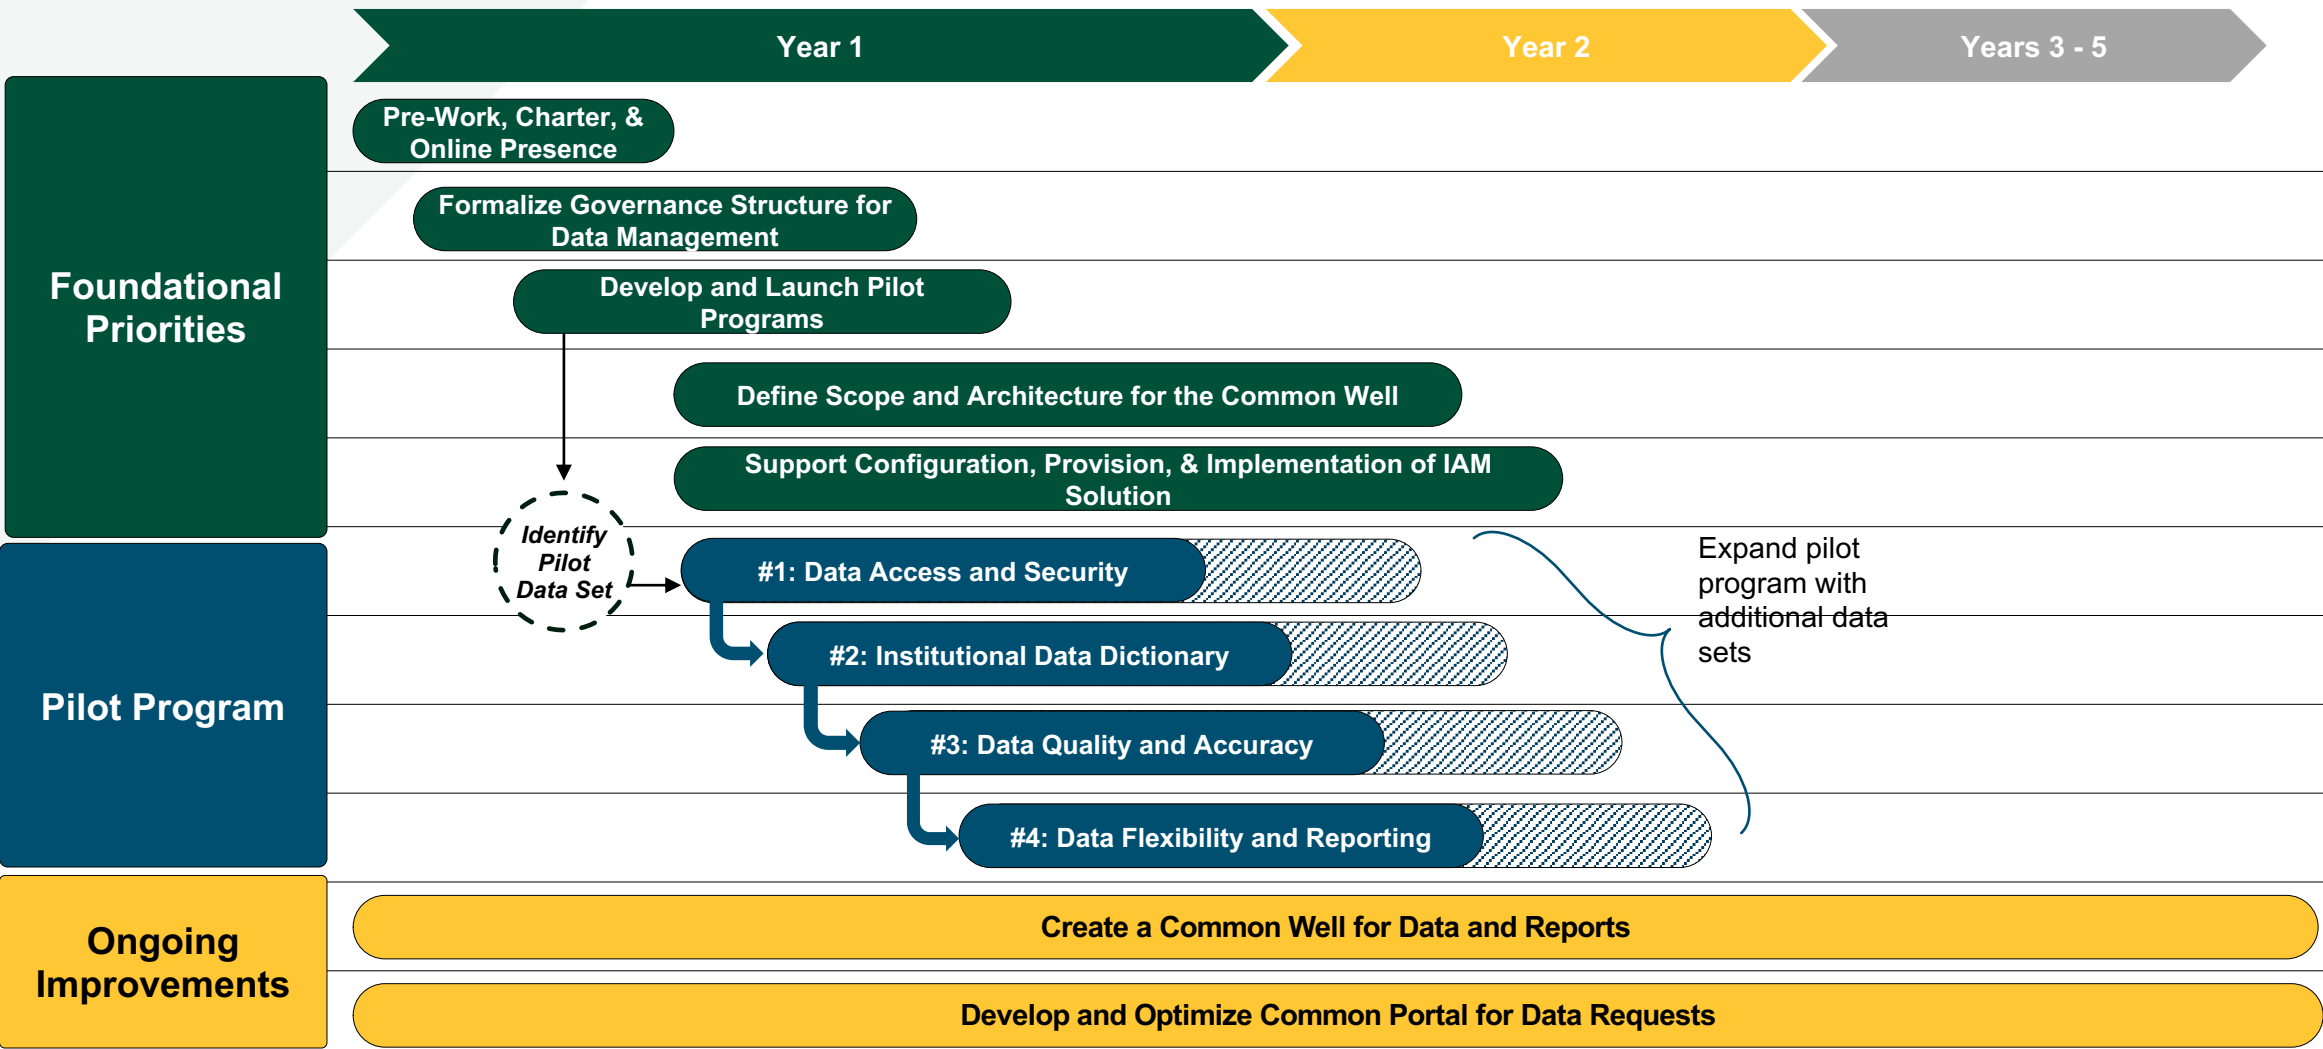 Year 1
Year 2
Years 3 - 5
Foundational
Priorities
Pre-Work, Charter, &
Online Presence
Formalize Governance Structure for
Data Management
Develop and Launch Pilot
Programs
Define Scope and Architecture for the Common Well
Support Configuration, Provision, & Implementation of IAM
Solution
Identify
Pilot
Data Set
Pilot Program
#1: Data Access and Security
#2: Institutional Data Dictionary
#3: Data Quality and Accuracy
#4: Data Flexibility and Reporting
Expand pilot
program with
additional data
sets
Ongoing
Improvements
Create a Common Well for Data and Reports
Develop and Optimize Common Portal for Data Requests